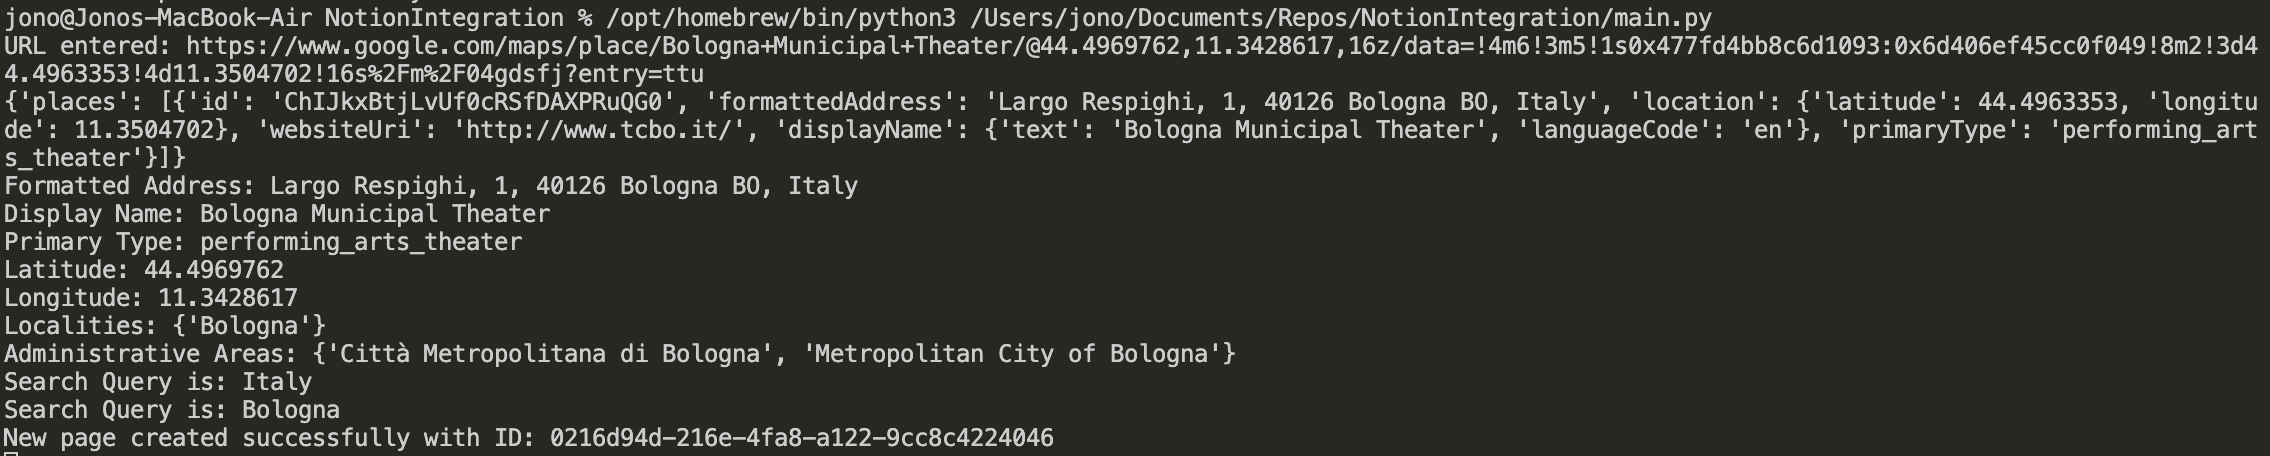 jono@Jonos-MacBook-Air NotionIntegration % /opt/homebrew/bin/python3 /Users/jono/Documents/Repos/NotionIntegration/main.py
URL entered: https://www.google.com/maps/place/Bologna+Municipal+Theater/@44.4969762,11.3428617,16z/data=!4m6!3m5!1s0x477fd4bb8c6d1093:0x6d406ef45cc0f049!8m2!3d4
4.4963353!4d11.3504702!16s%2Fm%2F04gdsfj?entry=ttu
{'places': [{'id': 'ChIJkxBtjLvUf0cRSfDAXPRuQG0', 'formattedAddress': 'Largo Respighi, 1, 40126 Bologna BO, Italy', 'location': {'latitude': 44.4963353, 'longitu
de': 11.3504702}, 'websiteUri': 'http://www.tcbo.it/', 'displayName': {'text': 'Bologna Municipal Theater', 'languageCode': 'en'}, 'primaryType': 'performing_art
s_theater'}]}
Formatted Address: Largo Respighi, 1, 40126 Bologna BO, Italy
Display Name: Bologna Municipal Theater
Primary Type: performing_arts_theater
Latitude: 44.4969762
Longitude: 11.3428617
Localities: {'Bologna'}
Administrative Areas: {'Città Metropolitana di Bologna', 'Metropolitan City of Bologna'}
Search Query is: Italy
Search Query is: Bologna
New page created successfully with ID: 0216d94d-216e-4fa8-a122-9cc8c4224046